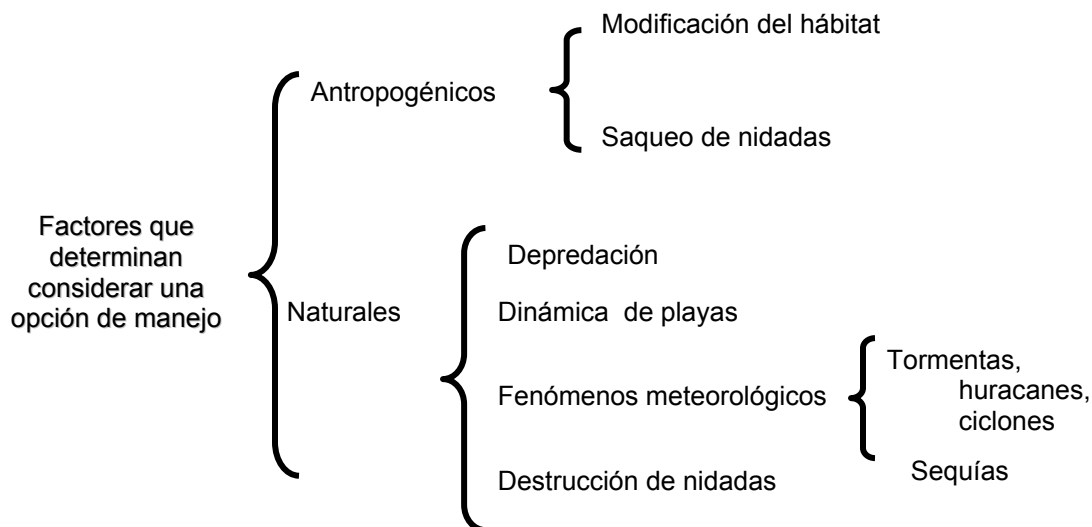 Factores que
determinan
considerar una
opción de manejo
Antropogénicos
Modificación del hábitat
Saqueo de nidadas
Naturales
Depredación
Dinámica de playas
Fenómenos meteorológicos
Tormentas,
huracanes,
ciclones
Sequías
Destrucción de nidadas